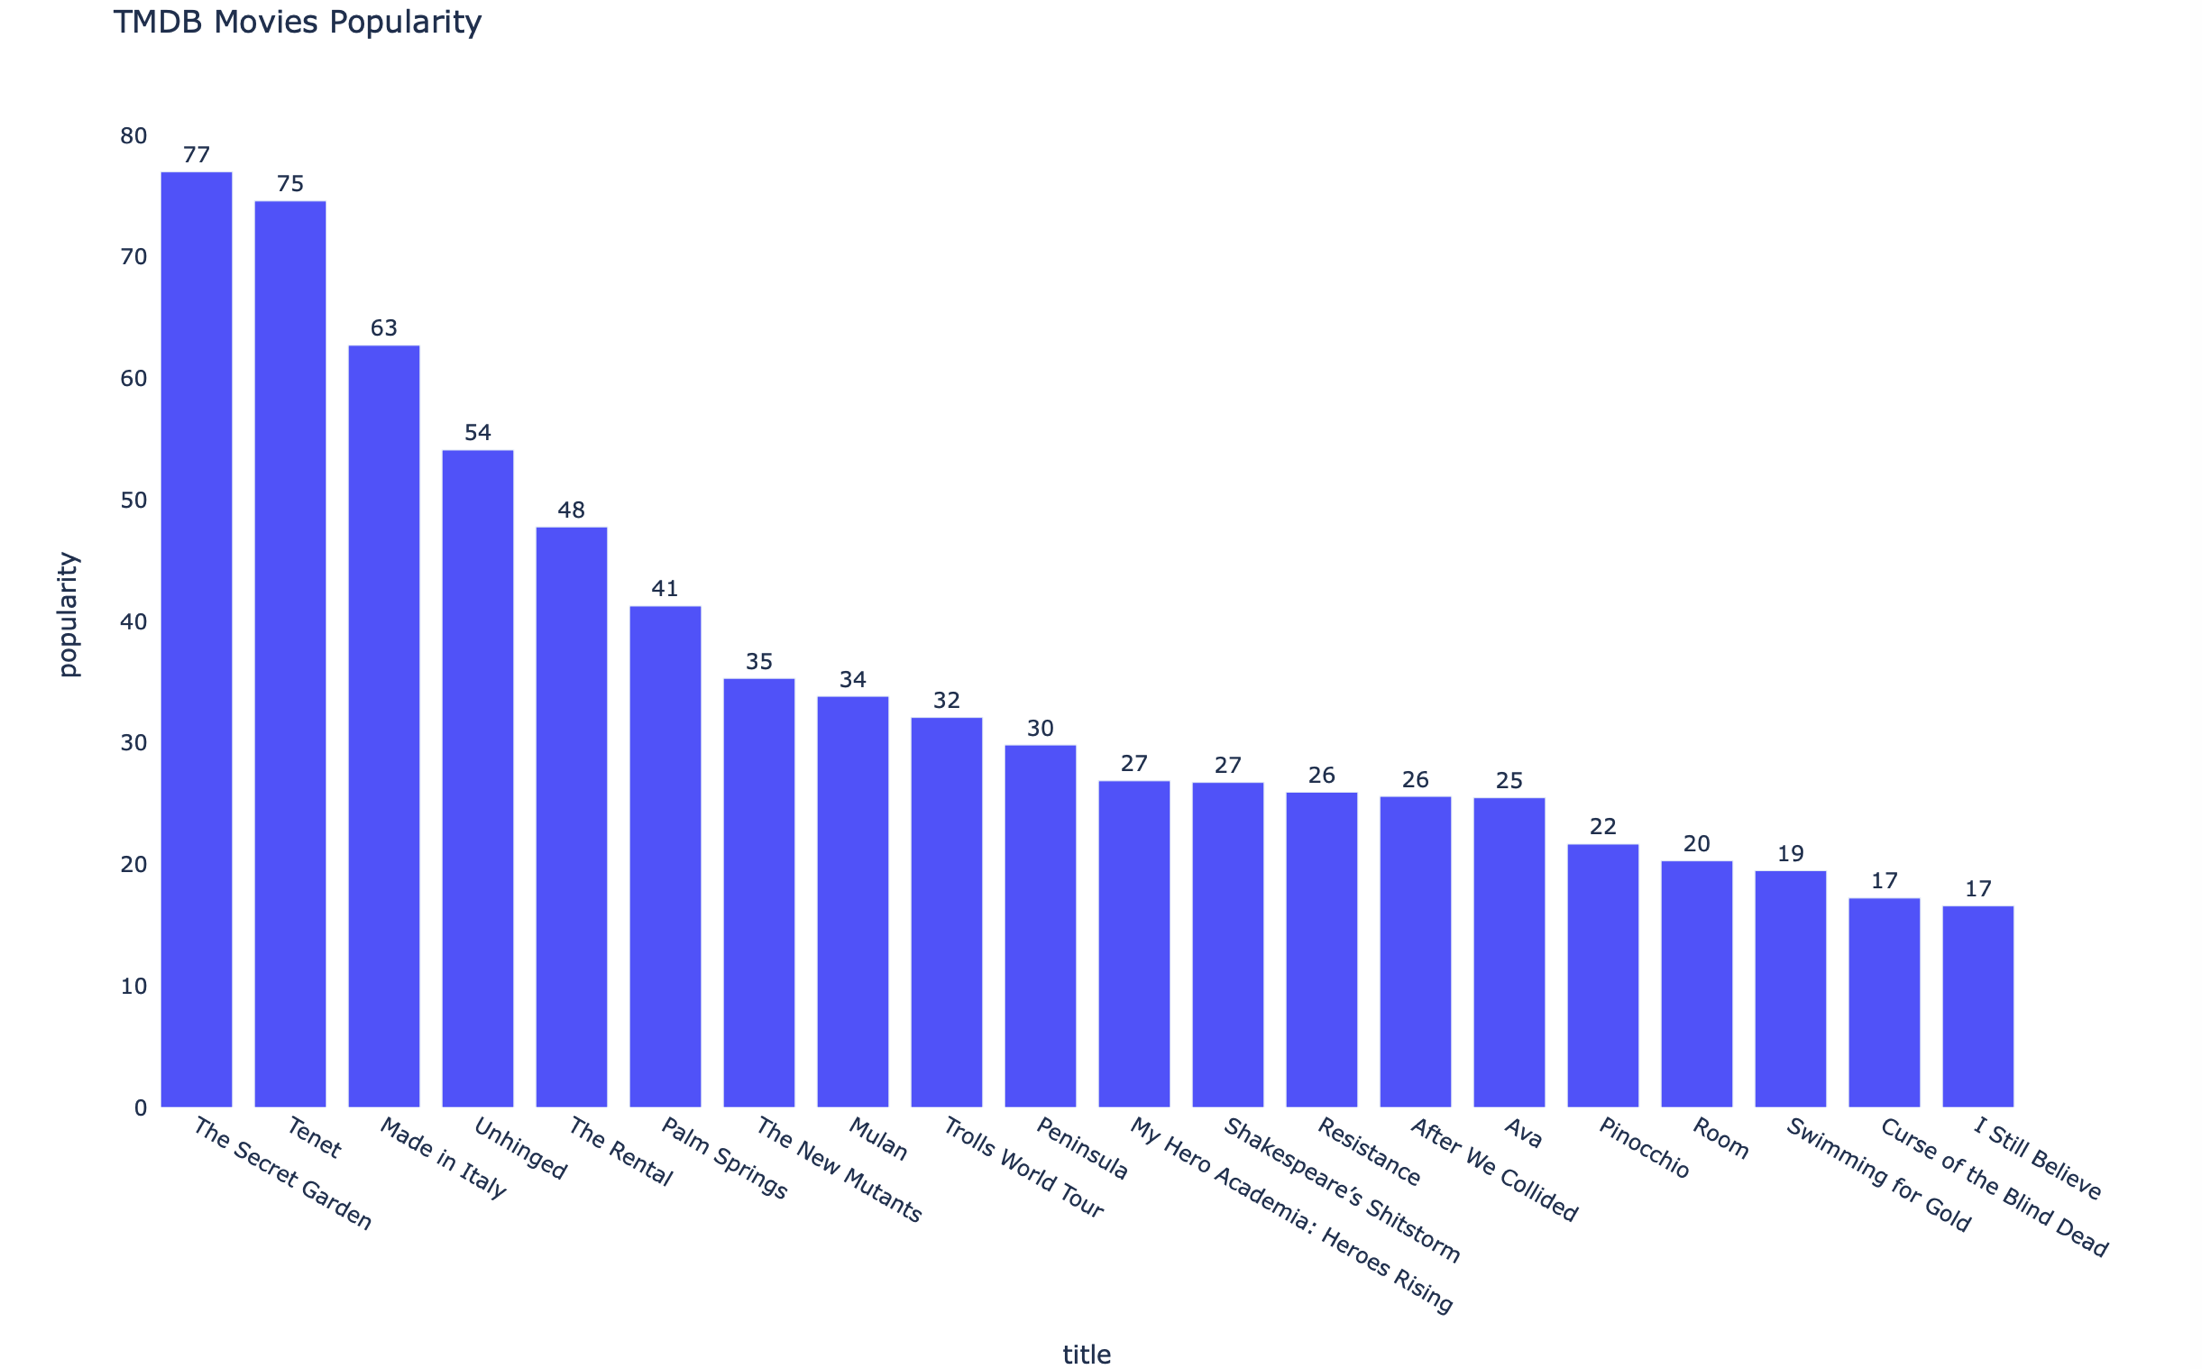 TMDB Movies Popularity
popularity
80
70
60
50
40
30
20
10
0
77
75
63
54
48
41
35
34
32
30
27
27
26
26
25
22
20
19
17
17
The Secret Garden
Tenet
Made in Italy
Unhinged
The Rental
Palm Springs
The New Mutants
Mulan
Trolls World Tour
Peninsula
My Hero Academia: Heroes Rising
Shakespeare’s Shitstorm
Resistance
After We Collided
Ava
Pinocchio
Room
Swimming for Gold
Curse of the Blind Dead
I Still Believe
title